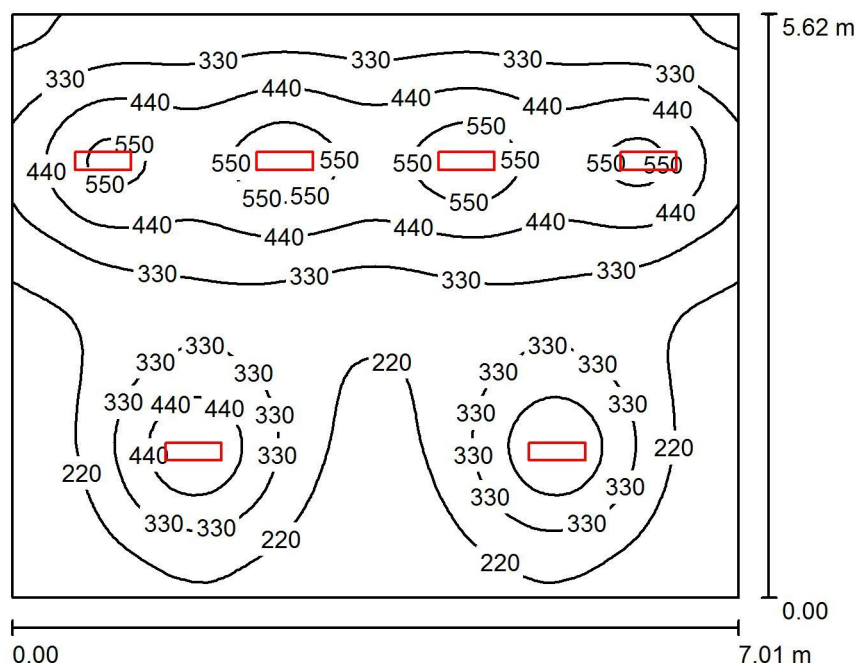 5.62 m
330 330 330 330 330
440 440 440 440 440
550 550 550 550 550 550 550
440 550 550.550 550 440
440 440 440 440 440
330 330 330 330
330 330 220 330 330
330 330 330
330 440 440 330 330 330
440 330 330 220
220 330 330
330 330 330
220 220
0.00
0.00 7.01 m